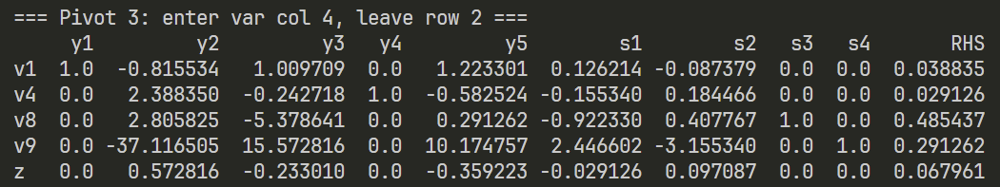 === Pivot 3: enter var col 4, leave row 2 ===
y1 y2 y3 y4 y5 s1 s2 s3 s4 RHS
v1 1.0 -0.815534 1.009709 0.0 1.223301 0.126214 -0.087379 0.0 0.0 0.038835
v4 0.0 2.388350 -0.242718 1.0 -0.582524 -0.155340 0.184466 0.0 0.0 0.029126
v8 0.0 2.805825 -5.378641 0.0 0.291262 -0.922330 0.407767 1.0 0.0 0.485437
v9 0.0 -37.116505 15.572816 0.0 10.174757 2.446602 -3.155340 0.0 1.0 0.291262
z 0.0 0.572816 -0.233010 0.0 -0.359223 -0.029126 0.097087 0.0 0.0 0.067961